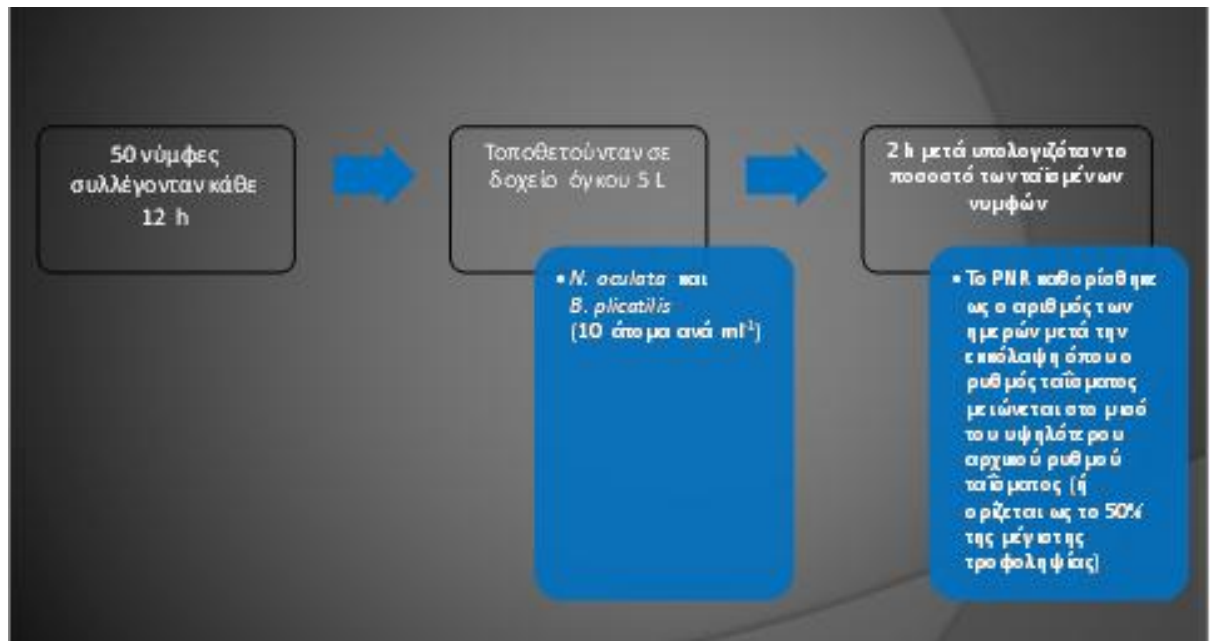 50 νύμφες
συλλέγονταν κάθε
12 h
Τοποθετούνταν σε
δοχείο όγκου 5 L
• N. oculata και
B. plicatilis
(10 άτομα ανά ml⁻¹)
2 h μετά υπολογιζόταν το
ποσοστό των ταϊσμένων
νυμφών
• Το PNR καθορίσθηκε
ως ο αριθμός των
ημερών μετά την
εκκόλαψη όπου ο
ρυθμός ταΐσματος
μειώνεται στο μισό
του υψηλότερου
αρχικού ρυθμού
ταΐσματος (ή
ορίζεται ως το 50%
της μέγιστης
τροφοληψίας)